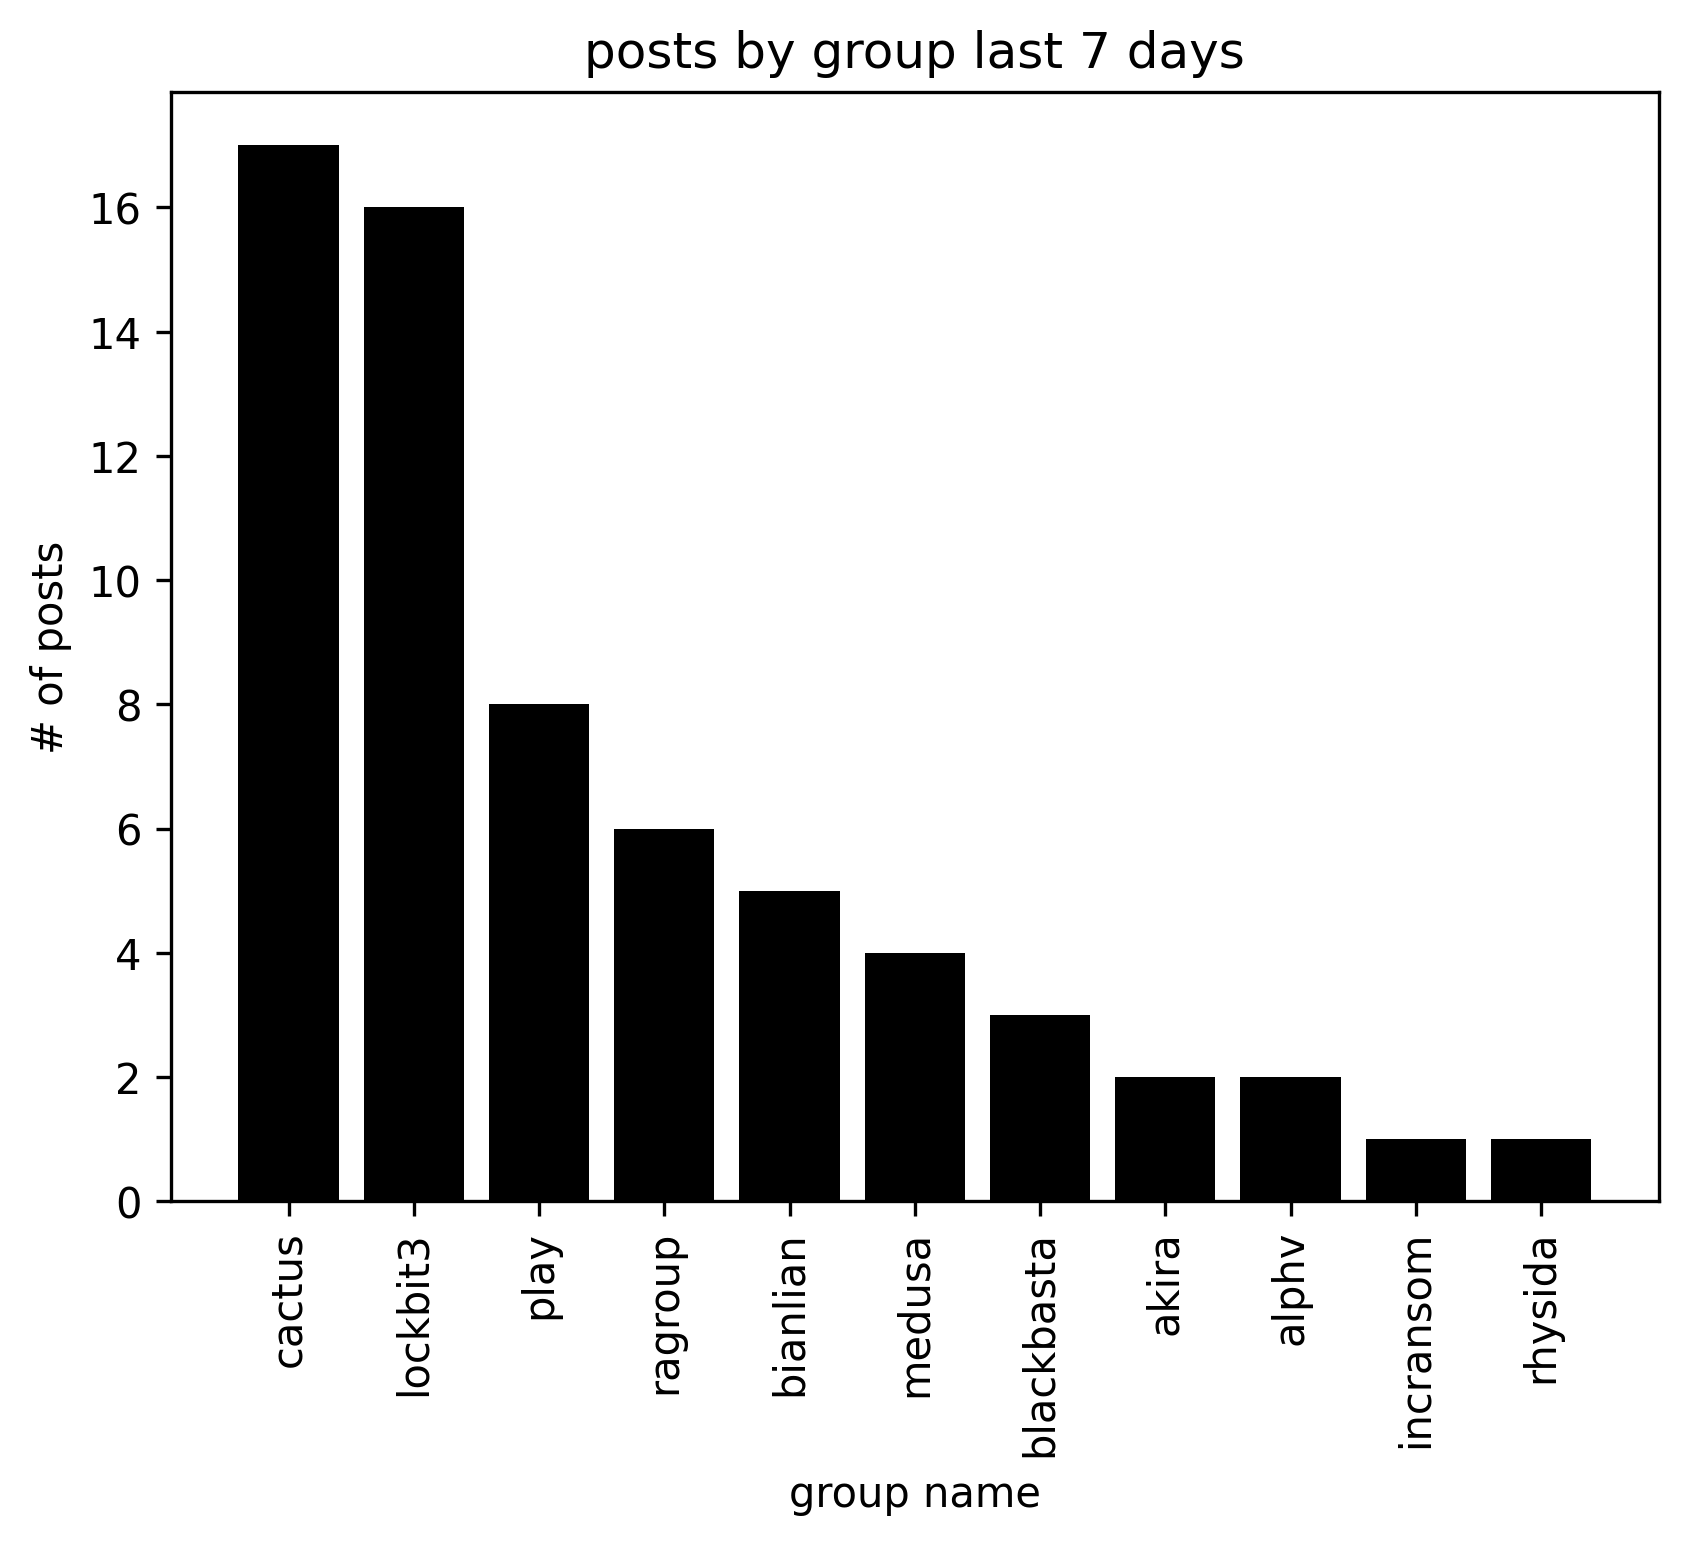 posts by group last 7 days
# of posts
16
14
12
10
8
6
4
2
0
cactus
lockbit3
play
ragroup
bianlian
medusa
blackbasta
akira
alphv
incransom
rhysida
group name